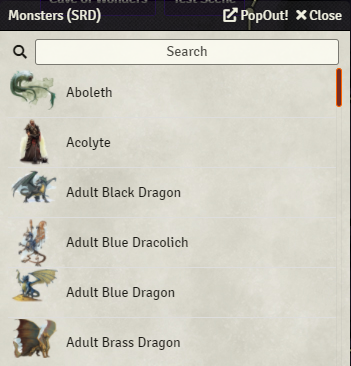 Cave of Wonders Test Scene
Monsters (SRD) PopOut! Close
Search
Aboleth
Acolyte
Adult Black Dragon
Adult Blue Dracolich
Adult Blue Dragon
Adult Brass Dragon